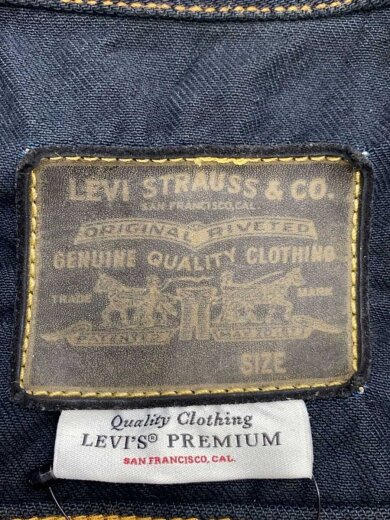 LEVI STRAUSS & CO.
SAN FRANCISCO, CAL.
ORIGINAL RIVETED
GENUINE QUALITY CLOTHING
TRADE MARK
PATENTED
SIZE
Quality Clothing
LEVI'S® PREMIUM
SAN FRANCISCO, CAL.